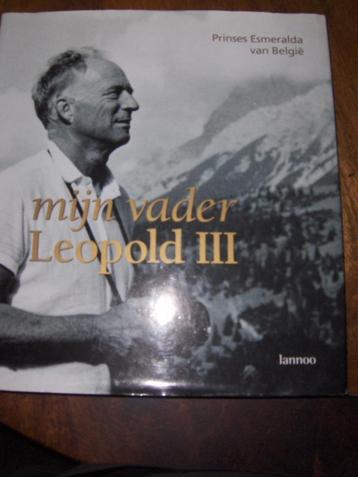 Prinses Esmeralda
van België
mijn vader
Leopold III
lannoo